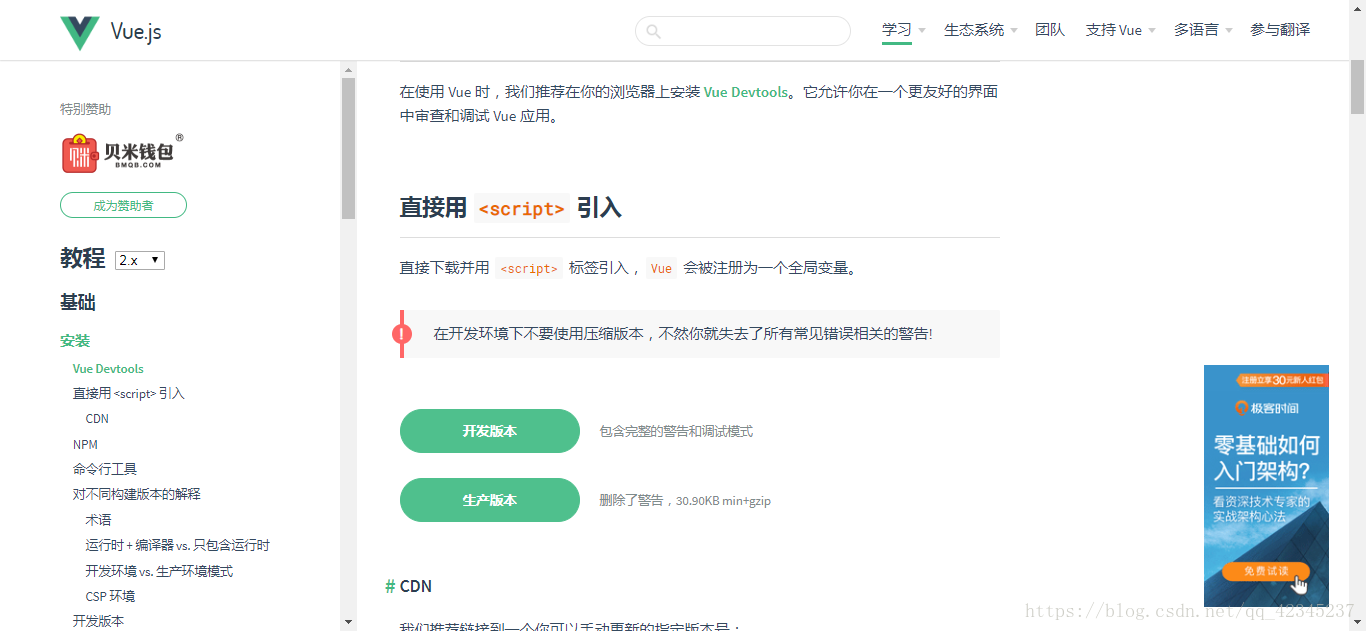 Vue.js
学习 生态系统 团队 支持 Vue 多语言 参与翻译
特别赞助
贝米钱包®
BMQB.COM
成为赞助者
教程 2.x
基础
安装
Vue Devtools
直接用 <script> 引入
CDN
NPM
命令行工具
对不同构建版本的解释
术语
运行时 + 编译器 vs. 只包含运行时
开发环境 vs. 生产环境模式
CSP 环境
开发版本
在使用 Vue 时，我们推荐在你的浏览器上安装 Vue Devtools。它允许你在一个更友好的界面
中审查和调试 Vue 应用。
直接用 <script> 引入
直接下载并用 <script> 标签引入，Vue 会被注册为一个全局变量。
! 在开发环境下不要使用压缩版本，不然你就失去了所有常见错误相关的警告!
开发版本 包含完整的警告和调试模式
生产版本 删除了警告，30.90KB min+gzip
# CDN
我们推荐链接到一个你可以手动更新的指定版本号：
注册立享30元新人红包
极客时间
零基础如何
入门架构?
看资深技术专家的
实战架构心法
免费试读
https://blog.csdn.net/qq_42345237